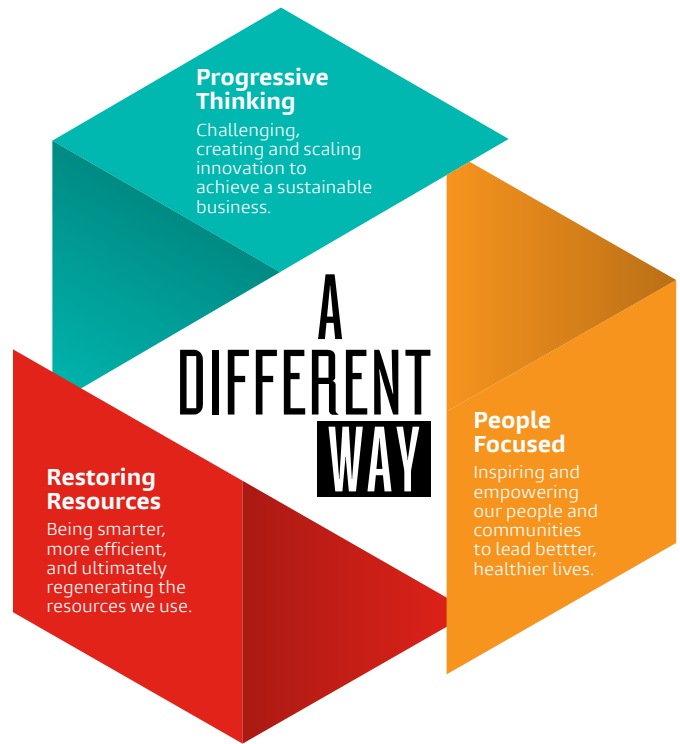 Progressive
Thinking
Challenging,
creating and scaling
innovation to
achieve a sustainable
business.
A
DIFFERENT
WAY
People
Focused
Inspiring and
empowering
our people and
communities
to lead bettter,
healthier lives.
Restoring
Resources
Being smarter,
more efficient,
and ultimately
regenerating the
resources we use.